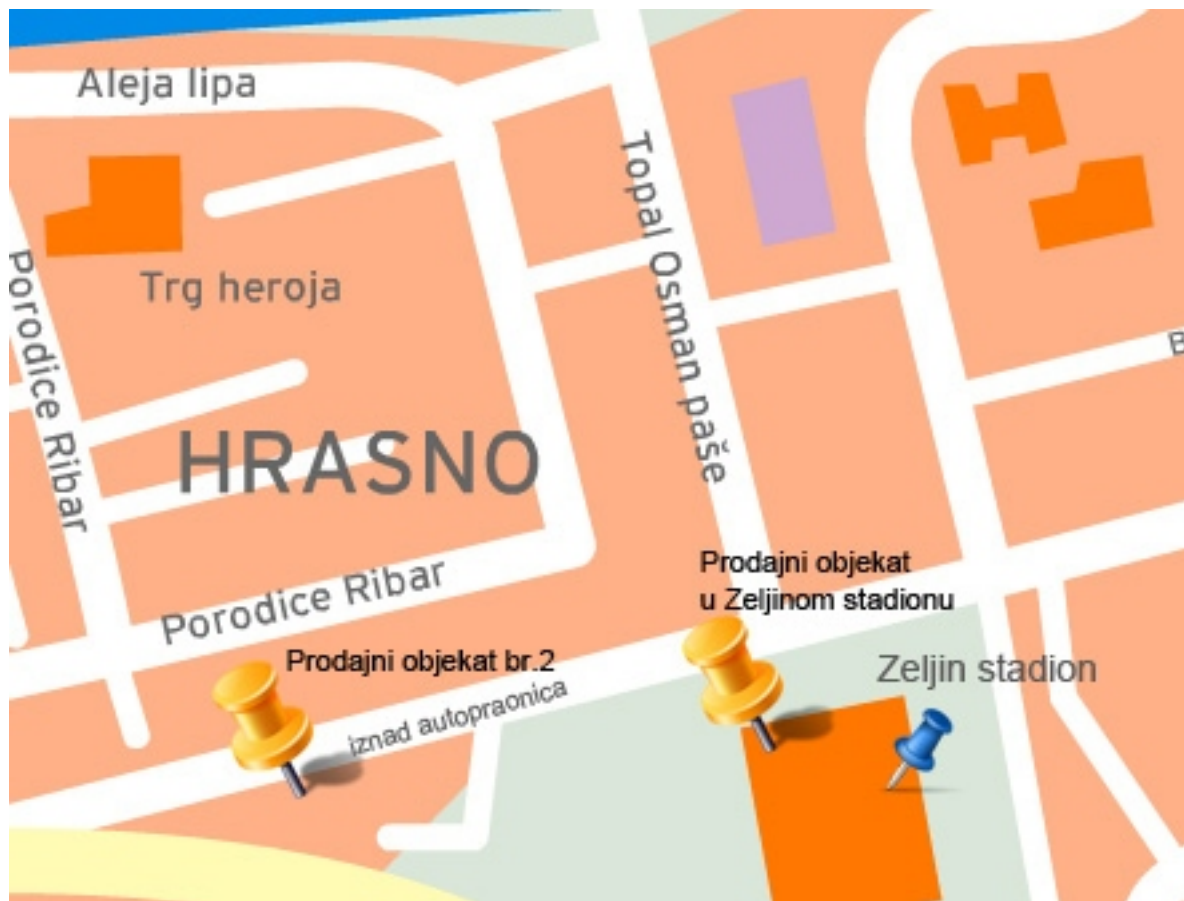 Aleja lipa
Topal Osman paše
Trg heroja
Porodice Ribar
B
HRASNO
Prodajni objekat
u Zeljinom stadionu
Porodice Ribar
Prodajni objekat br.2
Zeljin stadion
iznad autopraonica